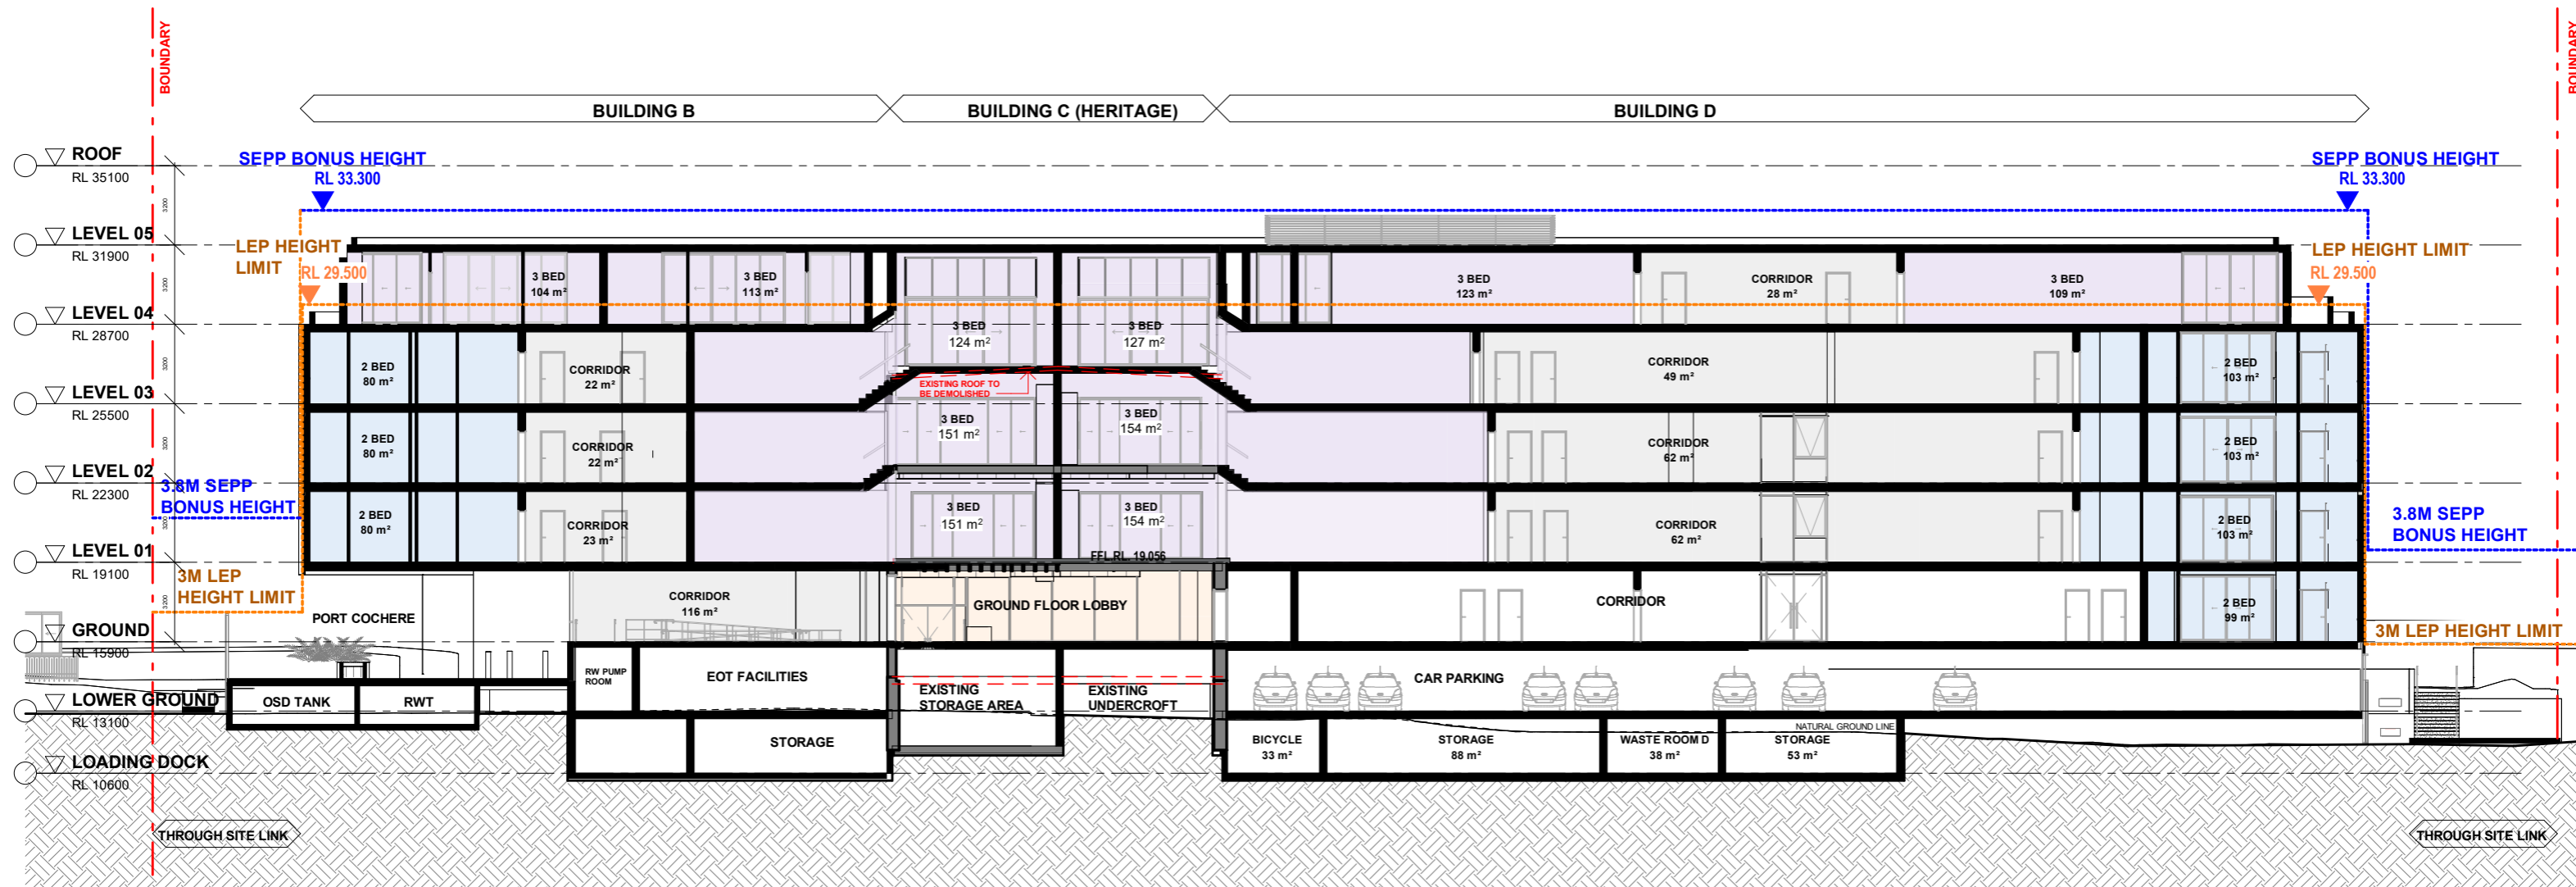 BOUNDARY
BOUNDARY
BUILDING B
BUILDING C (HERITAGE)
BUILDING D
ROOF
RL 35100
SEPP BONUS HEIGHT
RL 33.300
SEPP BONUS HEIGHT
RL 33.300
3200
LEVEL 05
RL 31900
LEP HEIGHT
LIMIT
RL 29.500
LEP HEIGHT LIMIT
RL 29.500
3 BED
104 m²
3 BED
113 m²
3 BED
123 m²
CORRIDOR
28 m²
3 BED
109 m²
3200
LEVEL 04
RL 28700
3 BED
124 m²
3 BED
127 m²
2 BED
80 m²
CORRIDOR
22 m²
CORRIDOR
49 m²
2 BED
103 m²
3200
EXISTING ROOF TO
BE DEMOLISHED
LEVEL 03
RL 25500
3 BED
151 m²
3 BED
154 m²
2 BED
80 m²
CORRIDOR
22 m²
CORRIDOR
62 m²
2 BED
103 m²
3200
LEVEL 02
RL 22300
3.8M SEPP
BONUS HEIGHT
3 BED
151 m²
3 BED
154 m²
2 BED
80 m²
CORRIDOR
23 m²
CORRIDOR
62 m²
2 BED
103 m²
3.8M SEPP
BONUS HEIGHT
3200
LEVEL 01
RL 19100
FFL RL. 19.056
3M LEP
HEIGHT LIMIT
3200
PORT COCHERE
CORRIDOR
116 m²
GROUND FLOOR LOBBY
CORRIDOR
2 BED
99 m²
3M LEP HEIGHT LIMIT
GROUND
RL 15900
RW PUMP
ROOM
EOT FACILITIES
EXISTING
STORAGE AREA
EXISTING
UNDERCROFT
CAR PARKING
LOWER GROUND
RL 13100
OSD TANK
RWT
NATURAL GROUND LINE
STORAGE
BICYCLE
33 m²
STORAGE
88 m²
WASTE ROOM D
38 m²
STORAGE
53 m²
LOADING DOCK
RL 10600
THROUGH SITE LINK
THROUGH SITE LINK